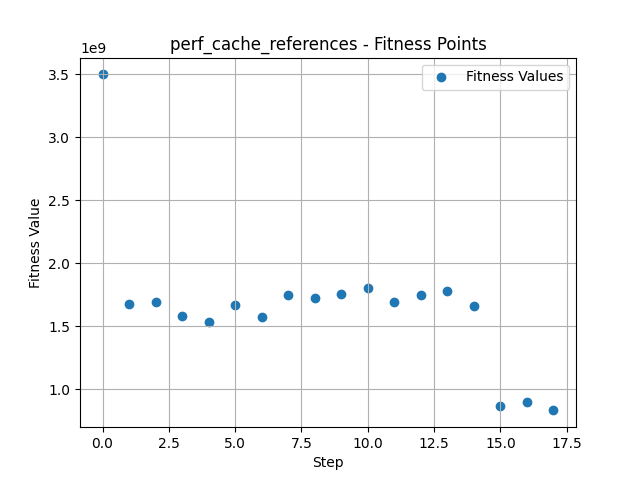 perf_cache_references - Fitness Points
1e9
Fitness Values
3.5
3.0
2.5
2.0
1.5
1.0
Fitness Value
0.0 2.5 5.0 7.5 10.0 12.5 15.0 17.5
Step